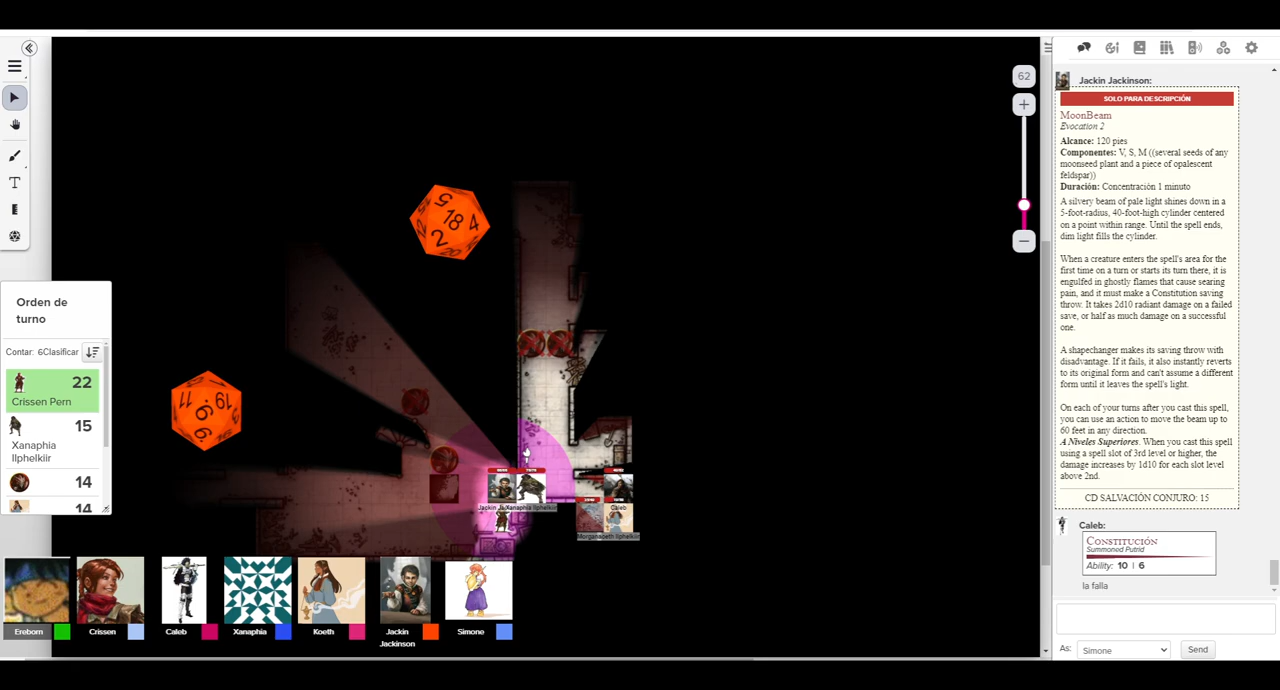 62
18
4
5
2
20
11
19
9
6
Orden de
turno
Contar: 6Clasificar
22
Crissen Pern
15
Xanaphia
Ilphelkiir
14
14
Caleb
Ereborn
Crissen
Caleb
Xanaphia
Koeth
Jackin
Jackinson
Simone
Jackin Jackinson:
SOLO PARA DESCRIPCIÓN
MoonBeam
Evocation 2
Alcance: 120 pies
Componentes: V, S, M ((several seeds of any
moonseed plant and a piece of opalescent
feldspar))
Duración: Concentración 1 minuto
A silvery beam of pale light shines down in a
5-foot-radius, 40-foot-high cylinder centered
on a point within range. Until the spell ends,
dim light fills the cylinder.
When a creature enters the spell's area for the
first time on a turn or starts its turn there, it is
engulfed in ghostly flames that cause searing
pain, and it must make a Constitution saving
throw. It takes 2d10 radiant damage on a failed
save, or half as much damage on a successful
one.
A shapechanger makes its saving throw with
disadvantage. If it fails, it also instantly reverts
to its original form and can't assume a different
form until it leaves the spell's light.
On each of your turns after you cast this spell,
you can use an action to move the beam up to
60 feet in any direction.
A Niveles Superiores. When you cast this spell
using a spell slot of 3rd level or higher, the
damage increases by 1d10 for each slot level
above 2nd.
CD SALVACIÓN CONJURO: 15
Caleb:
CONSTITUCIÓN
Summoned Putrid
Ability: 10 | 6
la falla
As:
Simone
Send